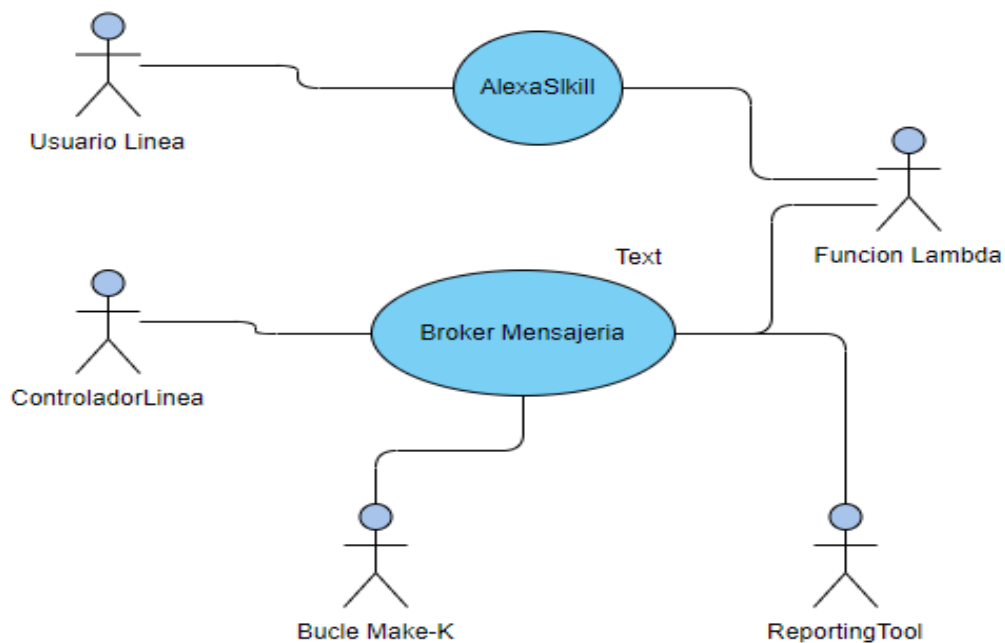 AlexaSlkill
Usuario Linea
Funcion Lambda
Text
Broker Mensajeria
ControladorLinea
Bucle Make-K
ReportingTool